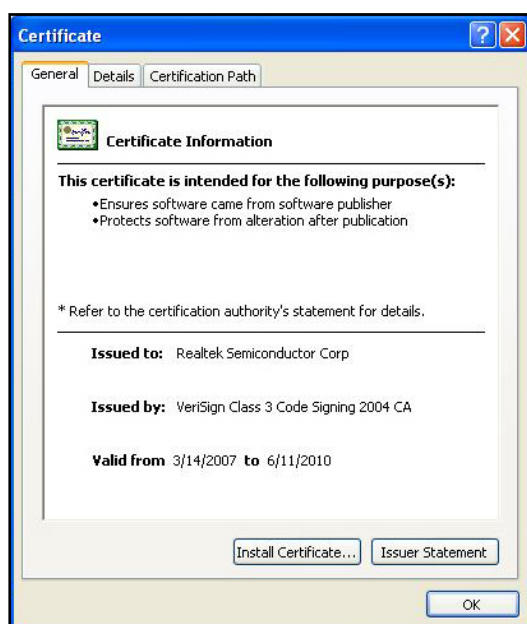 Certificate
General Details Certification Path
Certificate Information
This certificate is intended for the following purpose(s):
•Ensures software came from software publisher
•Protects software from alteration after publication
* Refer to the certification authority's statement for details.
Issued to: Realtek Semiconductor Corp
Issued by: VeriSign Class 3 Code Signing 2004 CA
Valid from 3/14/2007 to 6/11/2010
Install Certificate... Issuer Statement
OK